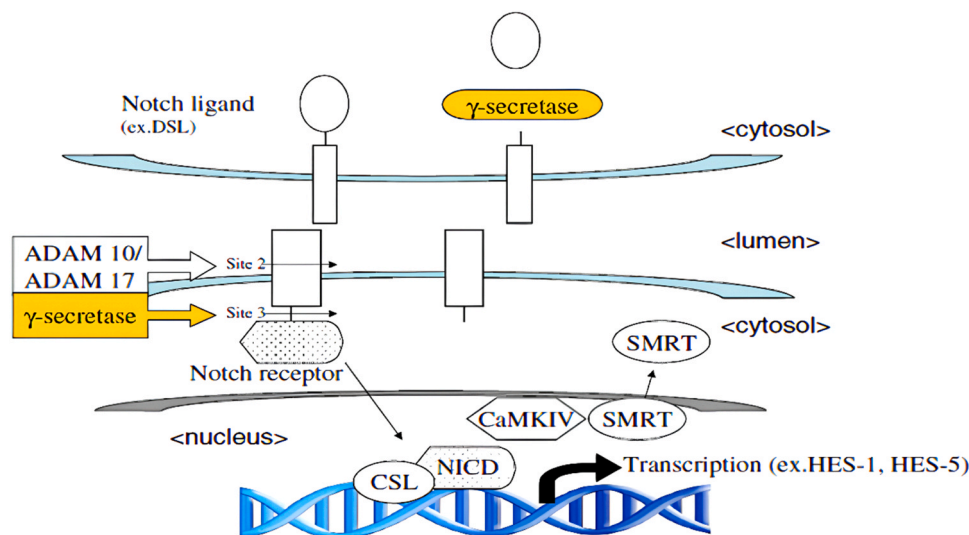 Notch ligand
(ex.DSL)
γ-secretase
<cytosol>
<lumen>
ADAM 10/
ADAM 17
γ-secretase
Site 2
Site 3
<cytosol>
Notch receptor
SMRT
<nucleus>
CaMKIV
SMRT
CSL
NICD
Transcription (ex.HES-1, HES-5)